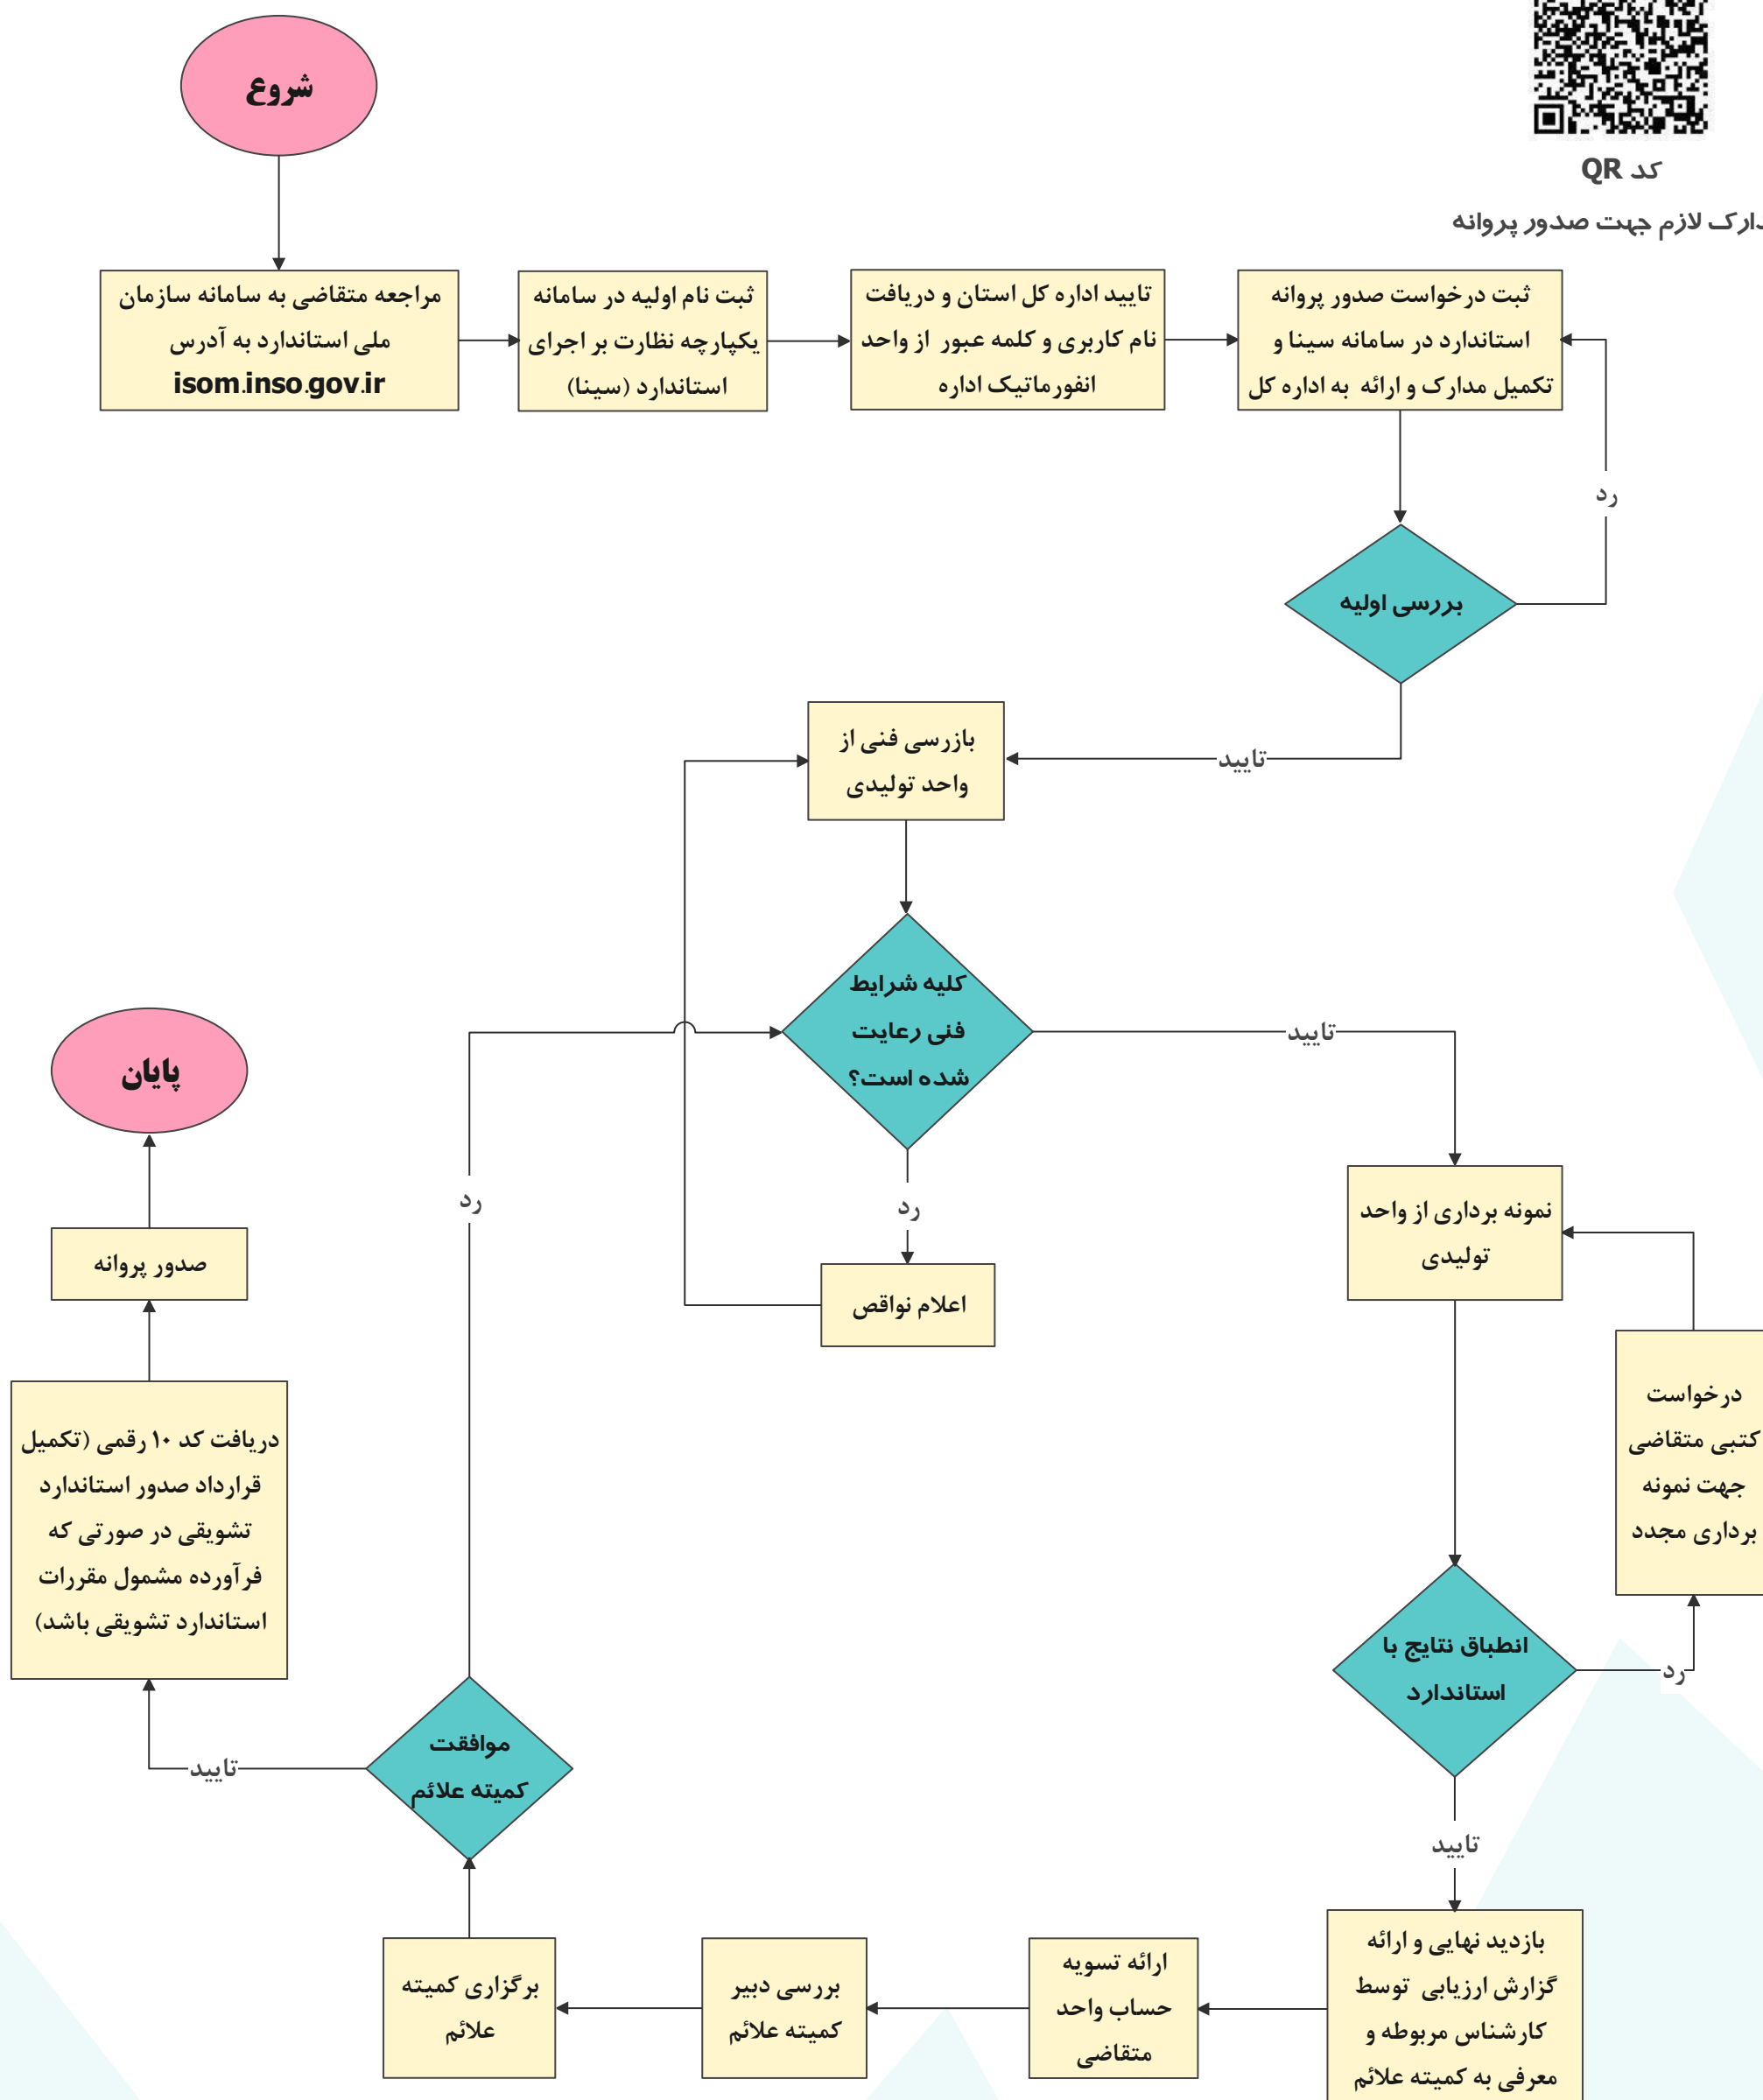 شروع
کد QR
مدارک لازم جهت صدور پروانه
مراجعه متقاضی به سامانه سازمان
ملی استاندارد به آدرس
isom.inso.gov.ir
ثبت نام اولیه در سامانه
یکپارچه نظارت بر اجرای
استاندارد (سینا)
تایید اداره کل استان و دریافت
نام کاربری و کلمه عبور از واحد
انفورماتیک اداره
ثبت درخواست صدور پروانه
استاندارد در سامانه سینا و
تکمیل مدارک و ارائه به اداره کل
رد
بررسی اولیه
تایید
بازرسی فنی از
واحد تولیدی
کلیه شرایط
فنی رعایت
شده است؟
تایید
رد
اعلام نواقص
نمونه برداری از واحد
تولیدی
درخواست
کتبی متقاضی
جهت نمونه
برداری مجدد
انطباق نتایج با
استاندارد
رد
تایید
بازدید نهایی و ارائه
گزارش ارزیابی توسط
کارشناس مربوطه و
معرفی به کمیته علائم
ارائه تسویه
حساب واحد
متقاضی
بررسی دبیر
کمیته علائم
برگزاری کمیته
علائم
موافقت
کمیته علائم
رد
تایید
دریافت کد ۱۰ رقمی (تکمیل
قرارداد صدور استاندارد
تشویقی در صورتی که
فرآورده مشمول مقررات
استاندارد تشویقی باشد)
صدور پروانه
پایان